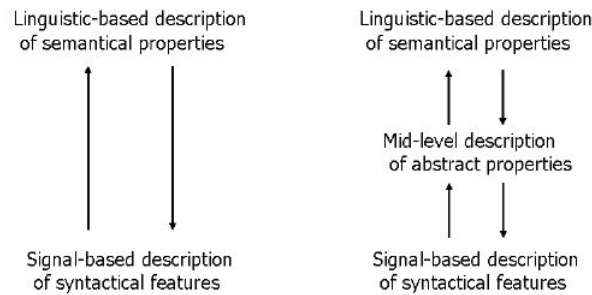 Linguistic-based description
of semantical properties
Signal-based description
of syntactical features
Linguistic-based description
of semantical properties
Mid-level description
of abstract properties
Signal-based description
of syntactical features